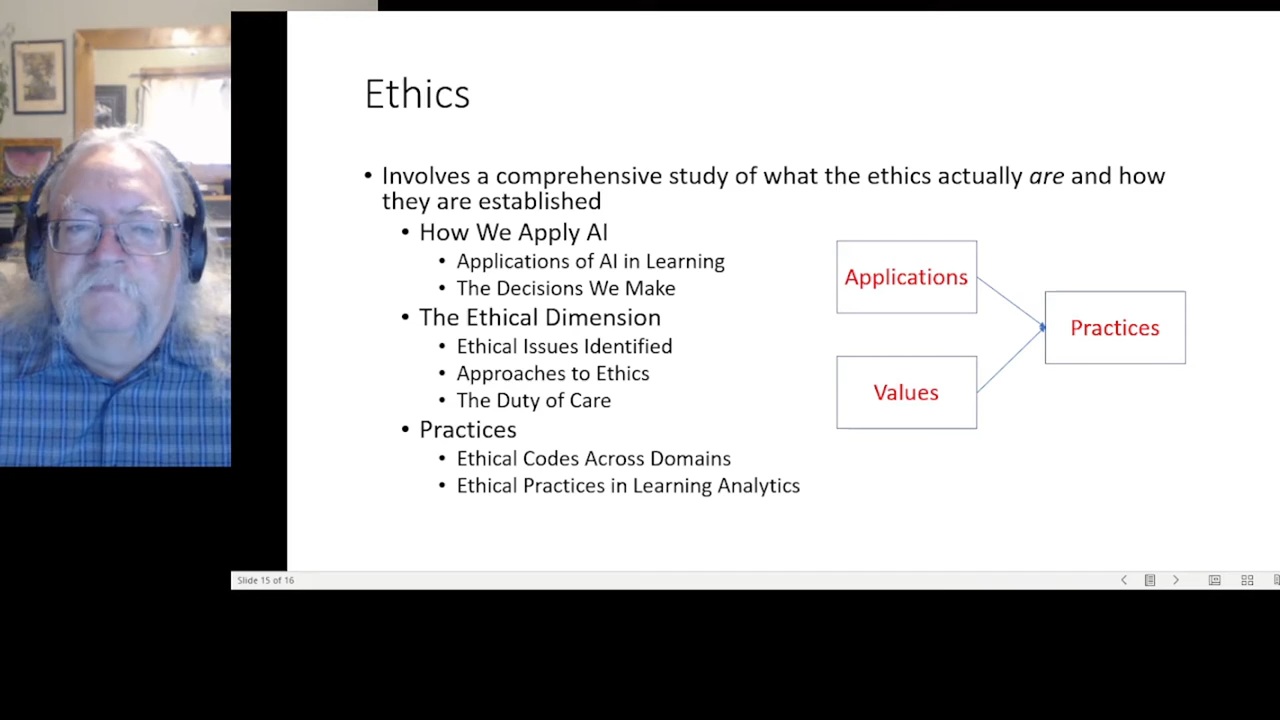 Ethics
• Involves a comprehensive study of what the ethics actually are and how
they are established
• How We Apply AI
• Applications of AI in Learning
• The Decisions We Make
• The Ethical Dimension
• Ethical Issues Identified
• Approaches to Ethics
• The Duty of Care
• Practices
• Ethical Codes Across Domains
• Ethical Practices in Learning Analytics
Applications
Values
Practices
Slide 15 of 16